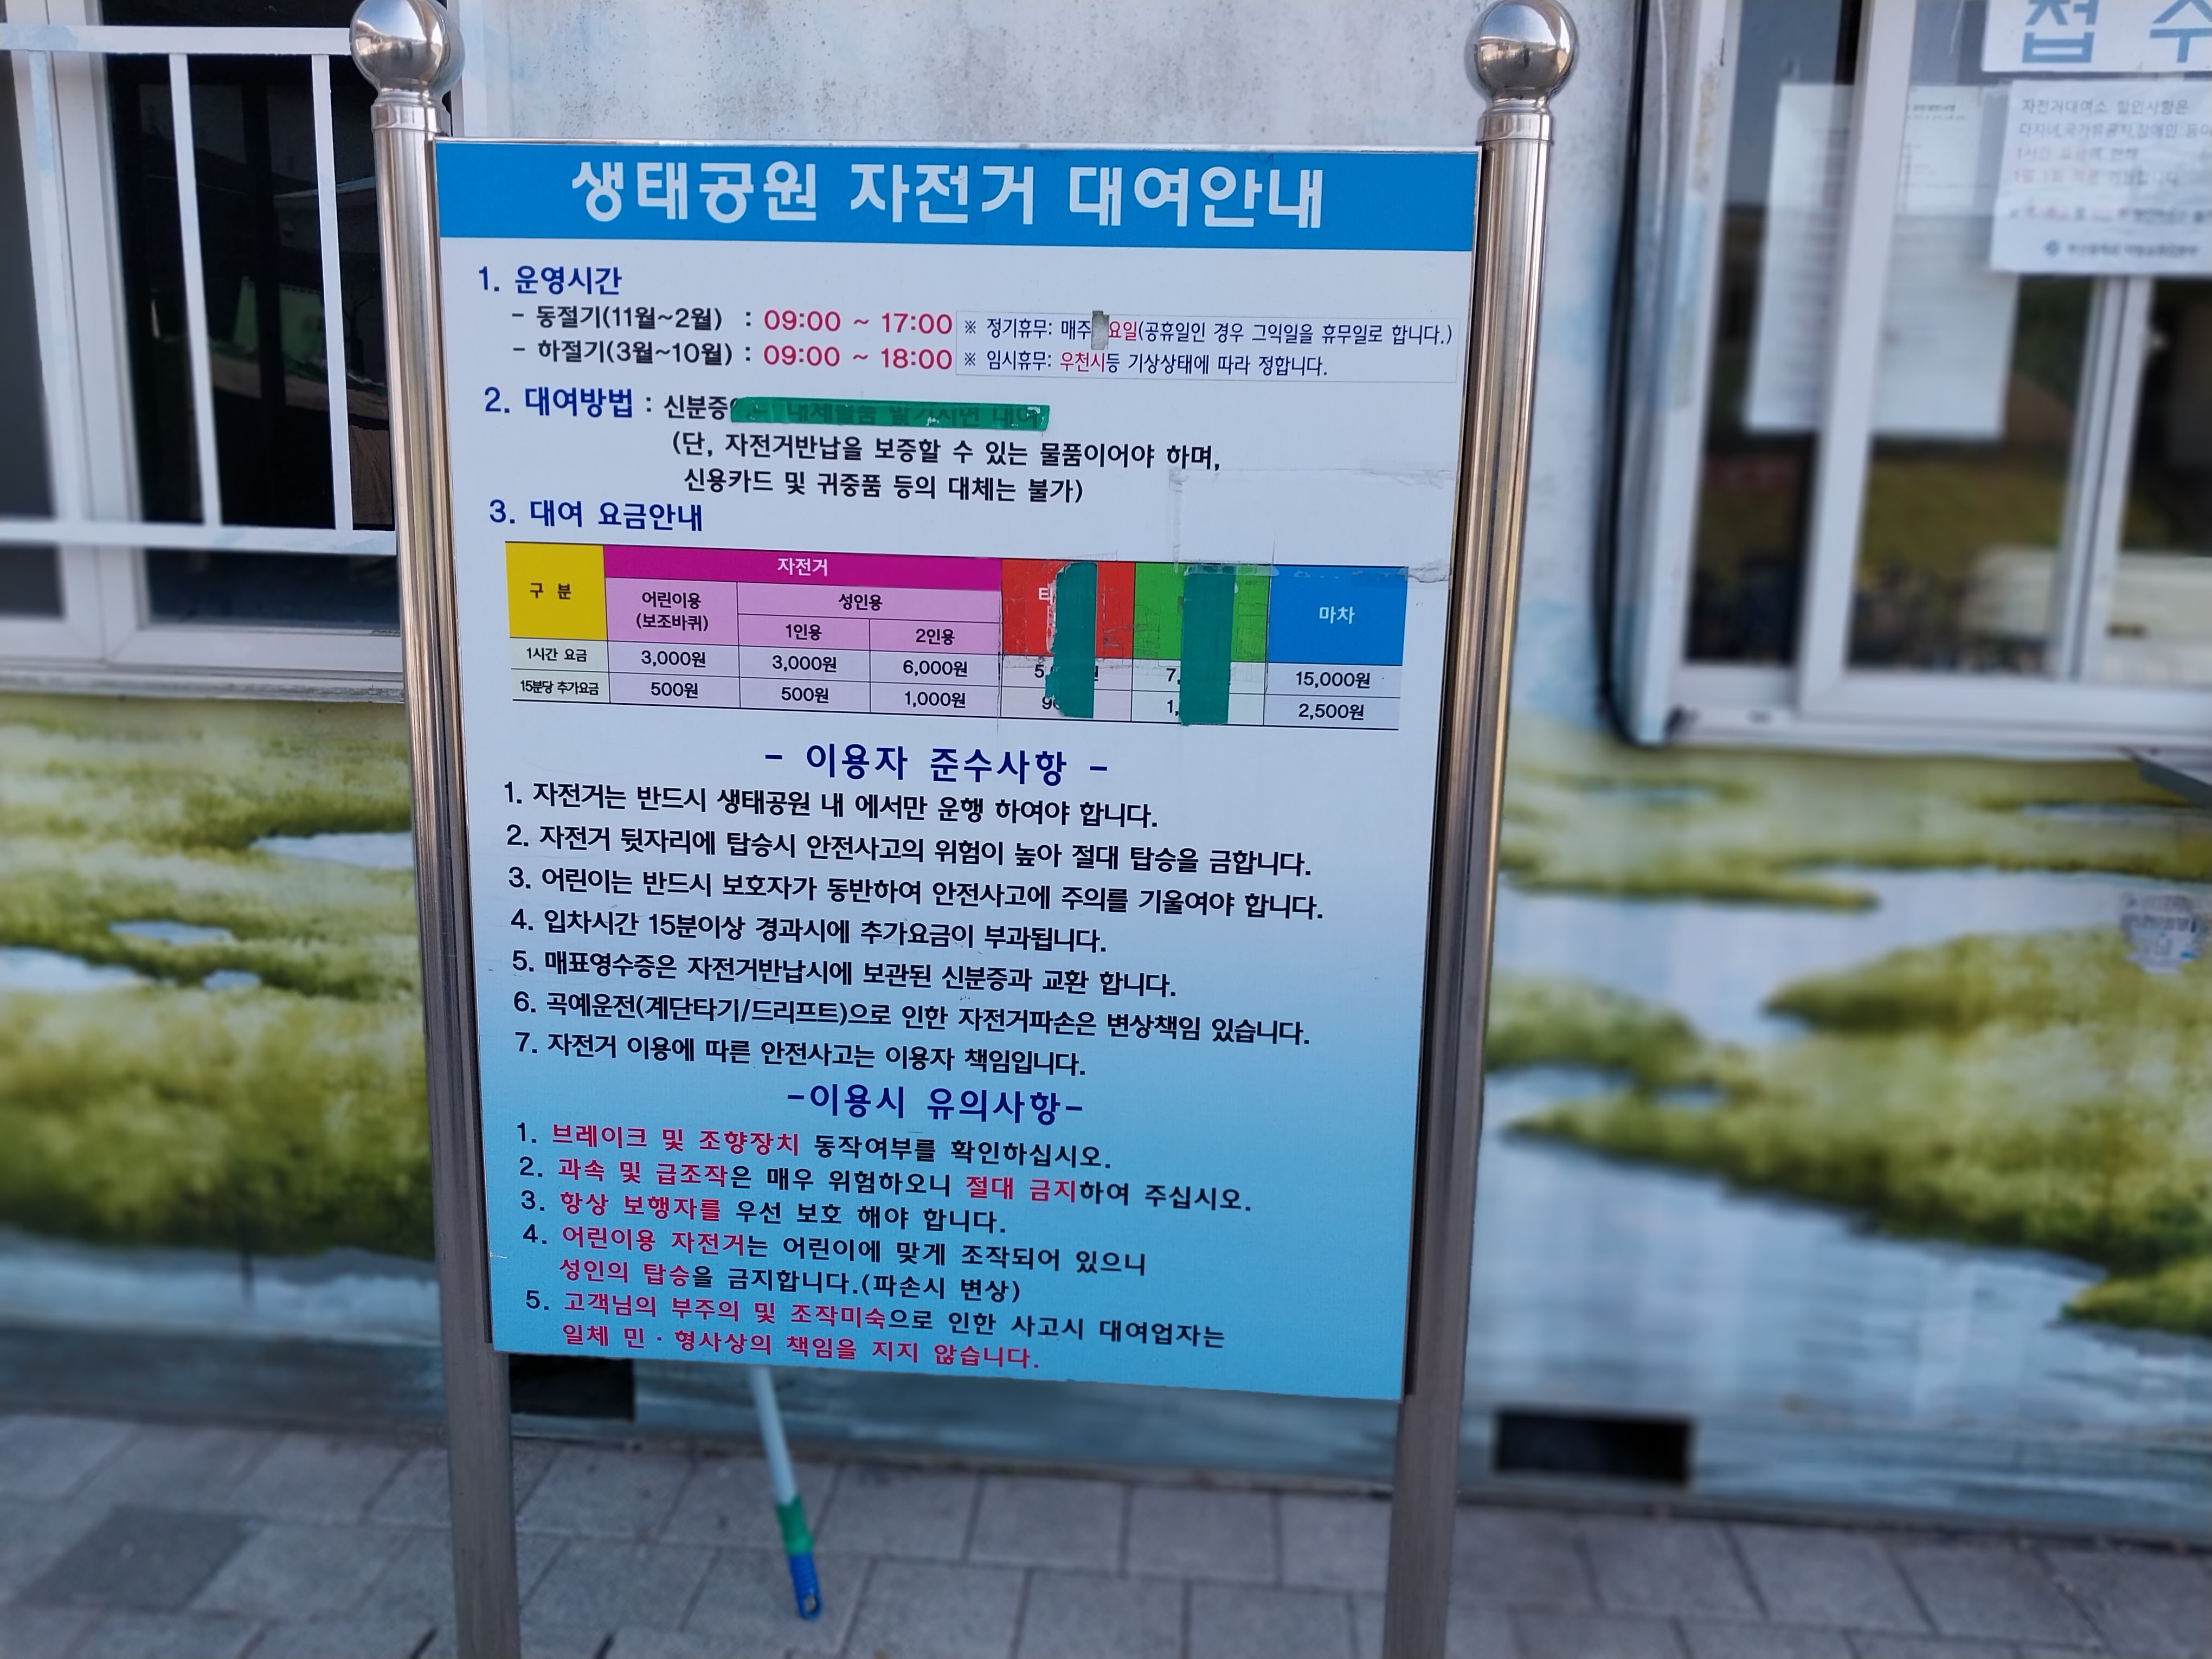 접수
자전거대여소 할인사항은
다자녀,국가유공자,장애인
생태공원 자전거 대여안내
1. 운영시간
- 동절기(11월~2월) : 09:00 ~ 17:00
※ 정기휴무: 매주 요일(공휴일인 경우 그익일을 휴무일로 합니다.)
- 하절기(3월~10월) : 09:00 ~ 18:00
※ 임시휴무: 우천시등 기상상태에 따라 정합니다.
2. 대여방법 : 신분증
(단, 자전거반납을 보증할 수 있는 물품이어야 하며,
신용카드 및 귀중품 등의 대체는 불가)
3. 대여 요금안내
구 분 자전거 마차
어린이용 (보조바퀴) 성인용
1인용 2인용
1시간 요금 3,000원 3,000원 6,000원 15,000원
15분당 추가요금 500원 500원 1,000원 2,500원
- 이용자 준수사항 -
1. 자전거는 반드시 생태공원 내 에서만 운행 하여야 합니다.
2. 자전거 뒷자리에 탑승시 안전사고의 위험이 높아 절대 탑승을 금합니다.
3. 어린이는 반드시 보호자가 동반하여 안전사고에 주의를 기울여야 합니다.
4. 입차시간 15분이상 경과시에 추가요금이 부과됩니다.
5. 매표영수증은 자전거반납시에 보관된 신분증과 교환 합니다.
6. 곡예운전(계단타기/드리프트)으로 인한 자전거파손은 변상책임 있습니다.
7. 자전거 이용에 따른 안전사고는 이용자 책임입니다.
-이용시 유의사항-
1. 브레이크 및 조향장치 동작여부를 확인하십시오.
2. 과속 및 급조작은 매우 위험하오니 절대 금지하여 주십시오.
3. 항상 보행자를 우선 보호 해야 합니다.
4. 어린이용 자전거는 어린이에 맞게 조작되어 있으니
성인의 탑승을 금지합니다.(파손시 변상)
5. 고객님의 부주의 및 조작미숙으로 인한 사고시 대여업자는
일체 민 · 형사상의 책임을 지지 않습니다.